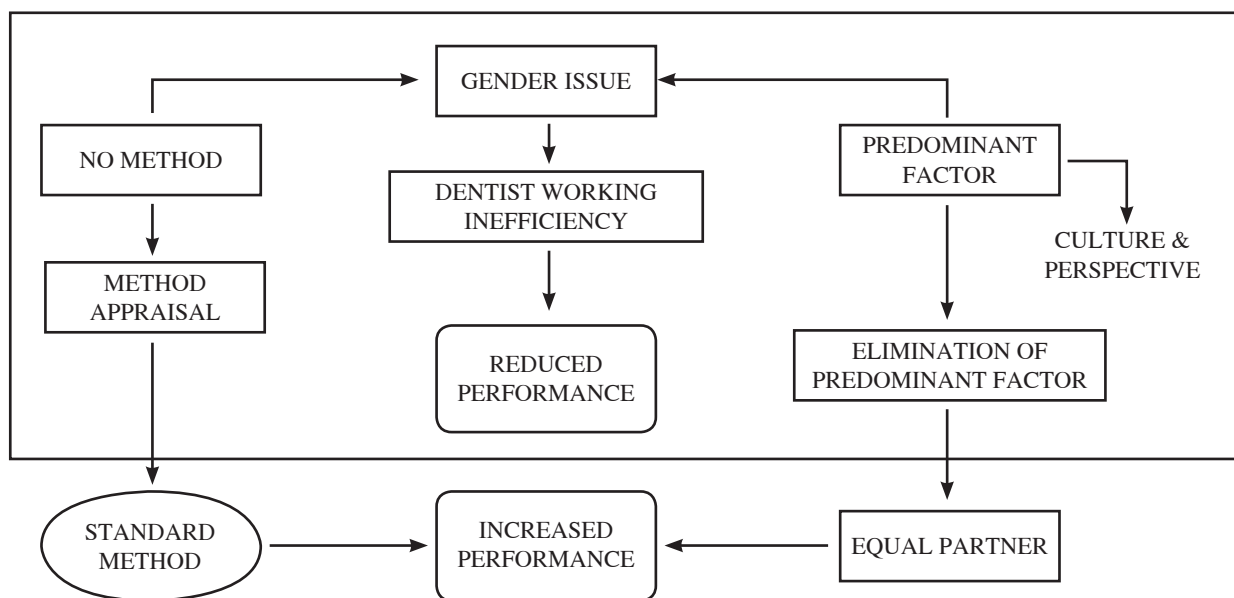 GENDER ISSUE
NO METHOD
PREDOMINANT
FACTOR
DENTIST WORKING
INEFFICIENCY
CULTURE &
PERSPECTIVE
METHOD
APPRAISAL
REDUCED
PERFORMANCE
ELIMINATION OF
PREDOMINANT FACTOR
STANDARD
METHOD
INCREASED
PERFORMANCE
EQUAL PARTNER